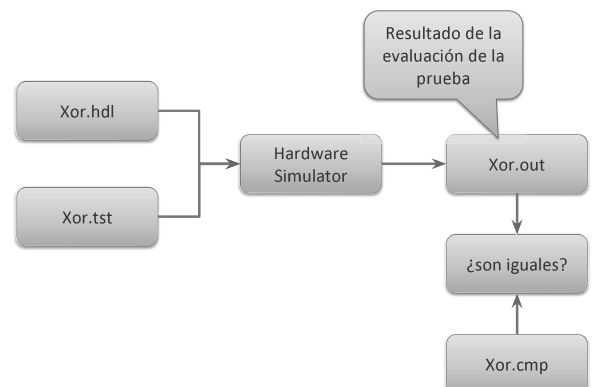 Resultado de la
evaluación de la
prueba
Xor.hdl
Hardware
Simulator
Xor.out
Xor.tst
¿son iguales?
Xor.cmp